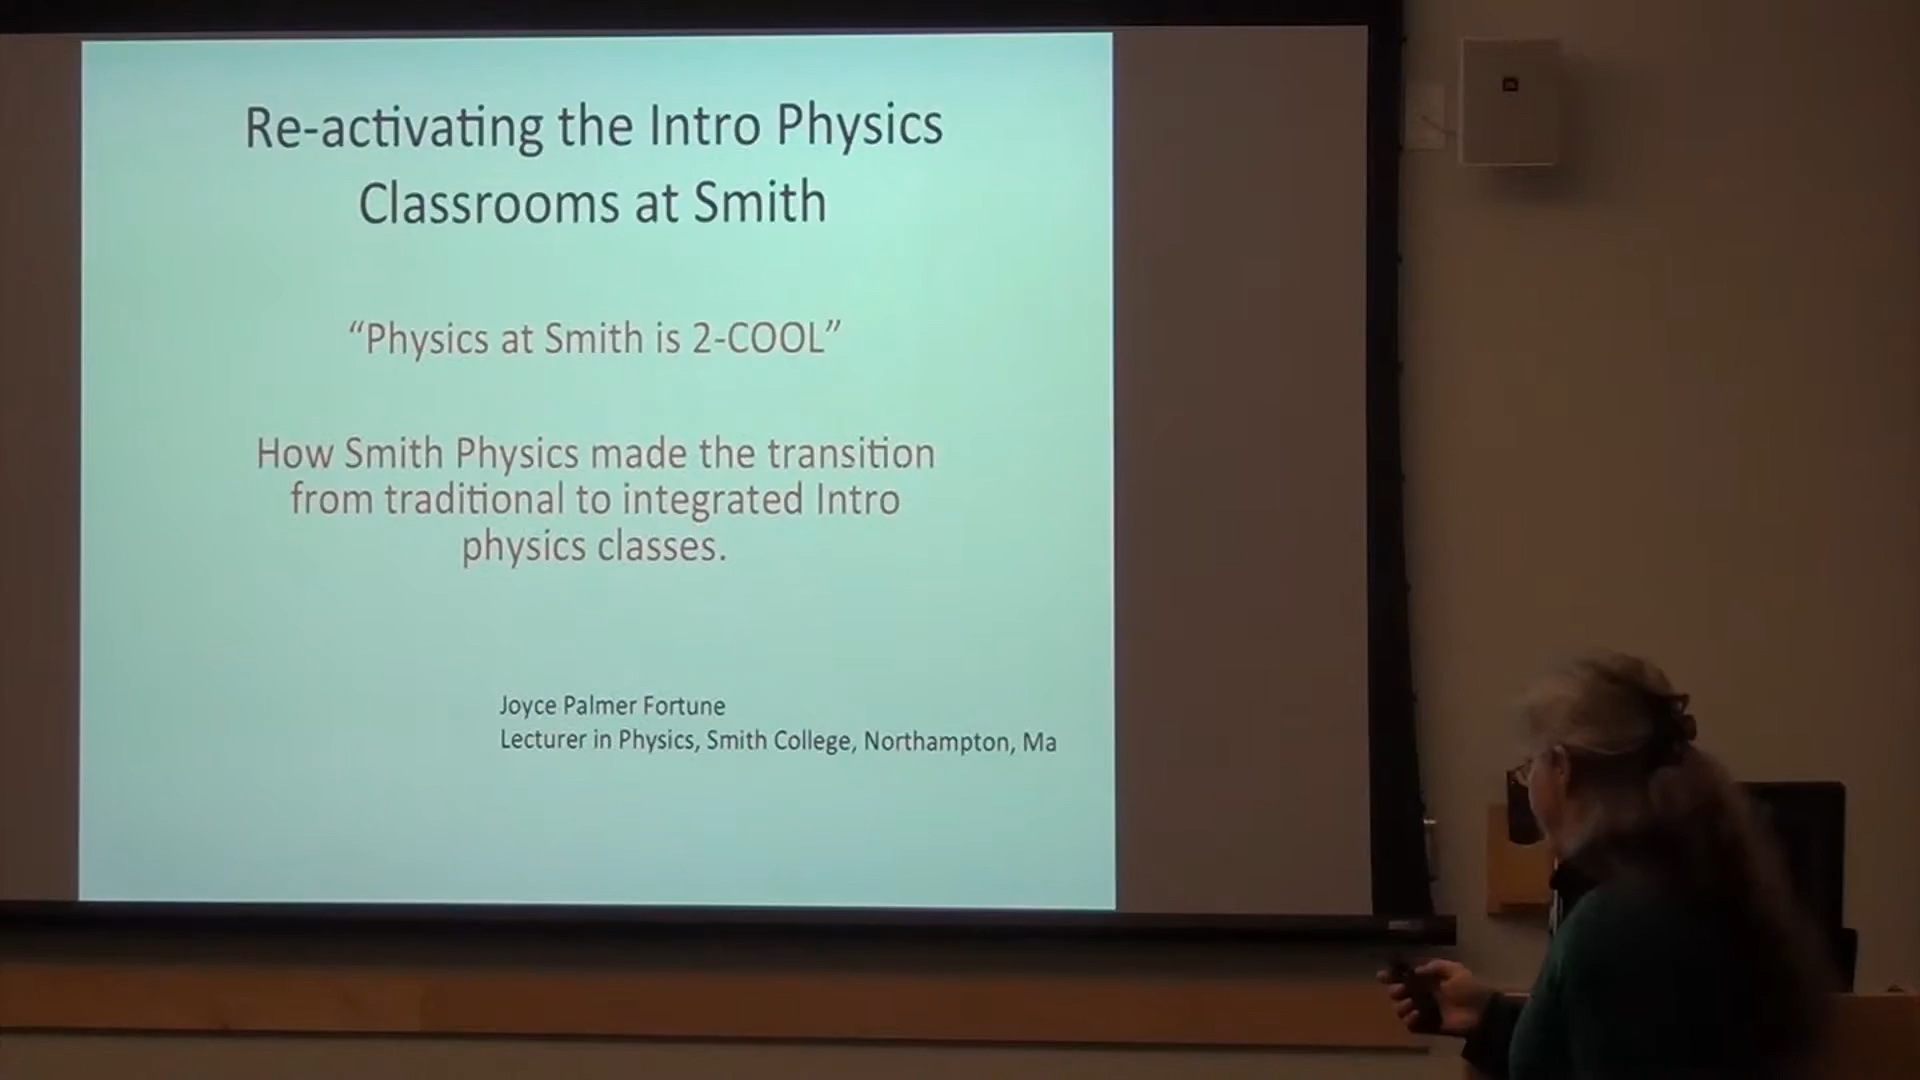 Re-activating the Intro Physics
Classrooms at Smith
“Physics at Smith is 2-COOL”
How Smith Physics made the transition
from traditional to integrated Intro
physics classes.
Joyce Palmer Fortune
Lecturer in Physics, Smith College, Northampton, Ma